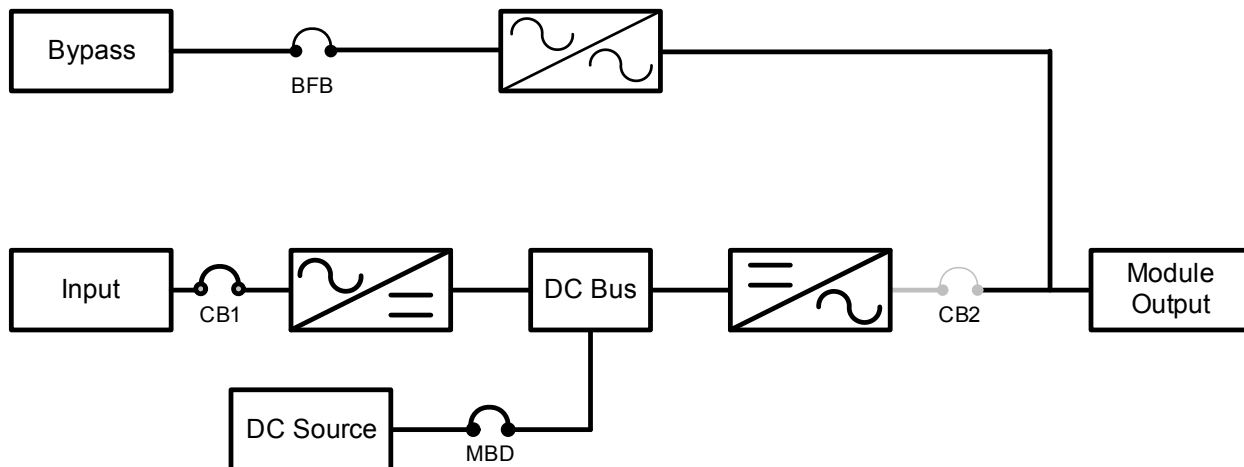 Bypass
BFB
Input
CB1
DC Bus
CB2
Module
Output
DC Source
MBD